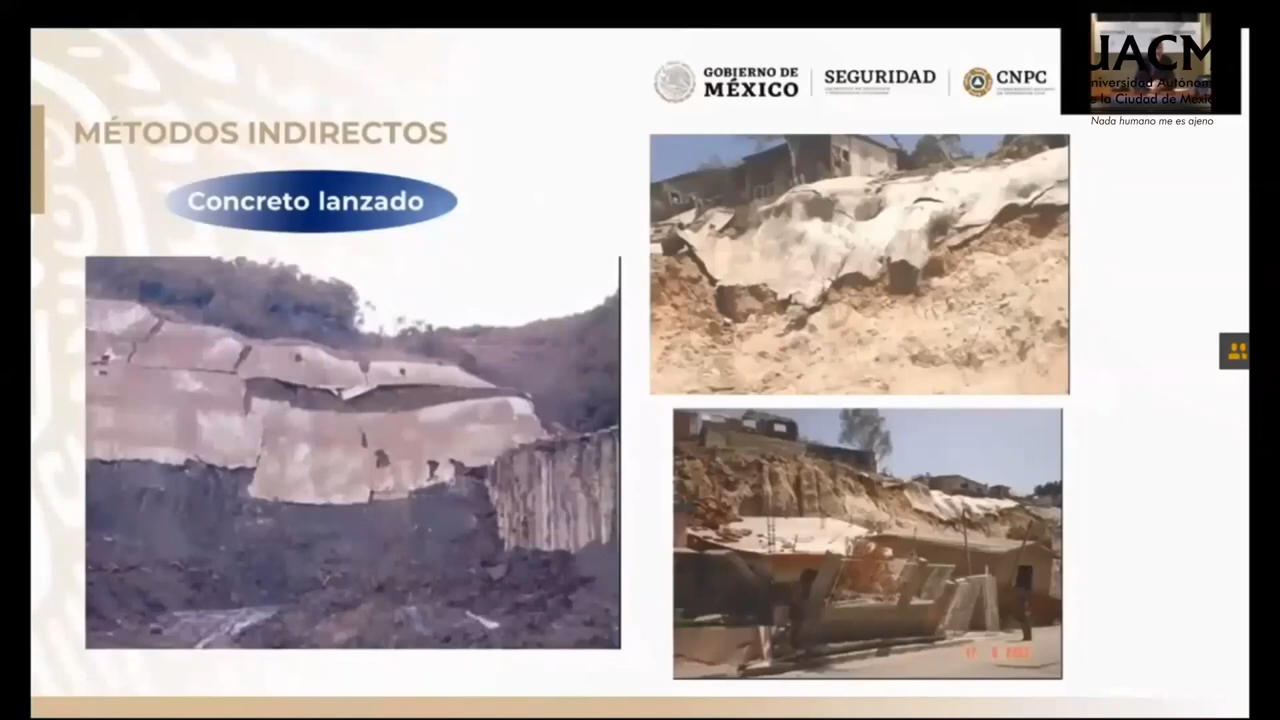 GOBIERNO DE
MÉXICO
SEGURIDAD
CNPC
UACM
Universidad Autónoma
de la Ciudad de México
Nada humano me es ajeno
MÉTODOS INDIRECTOS
Concreto lanzado